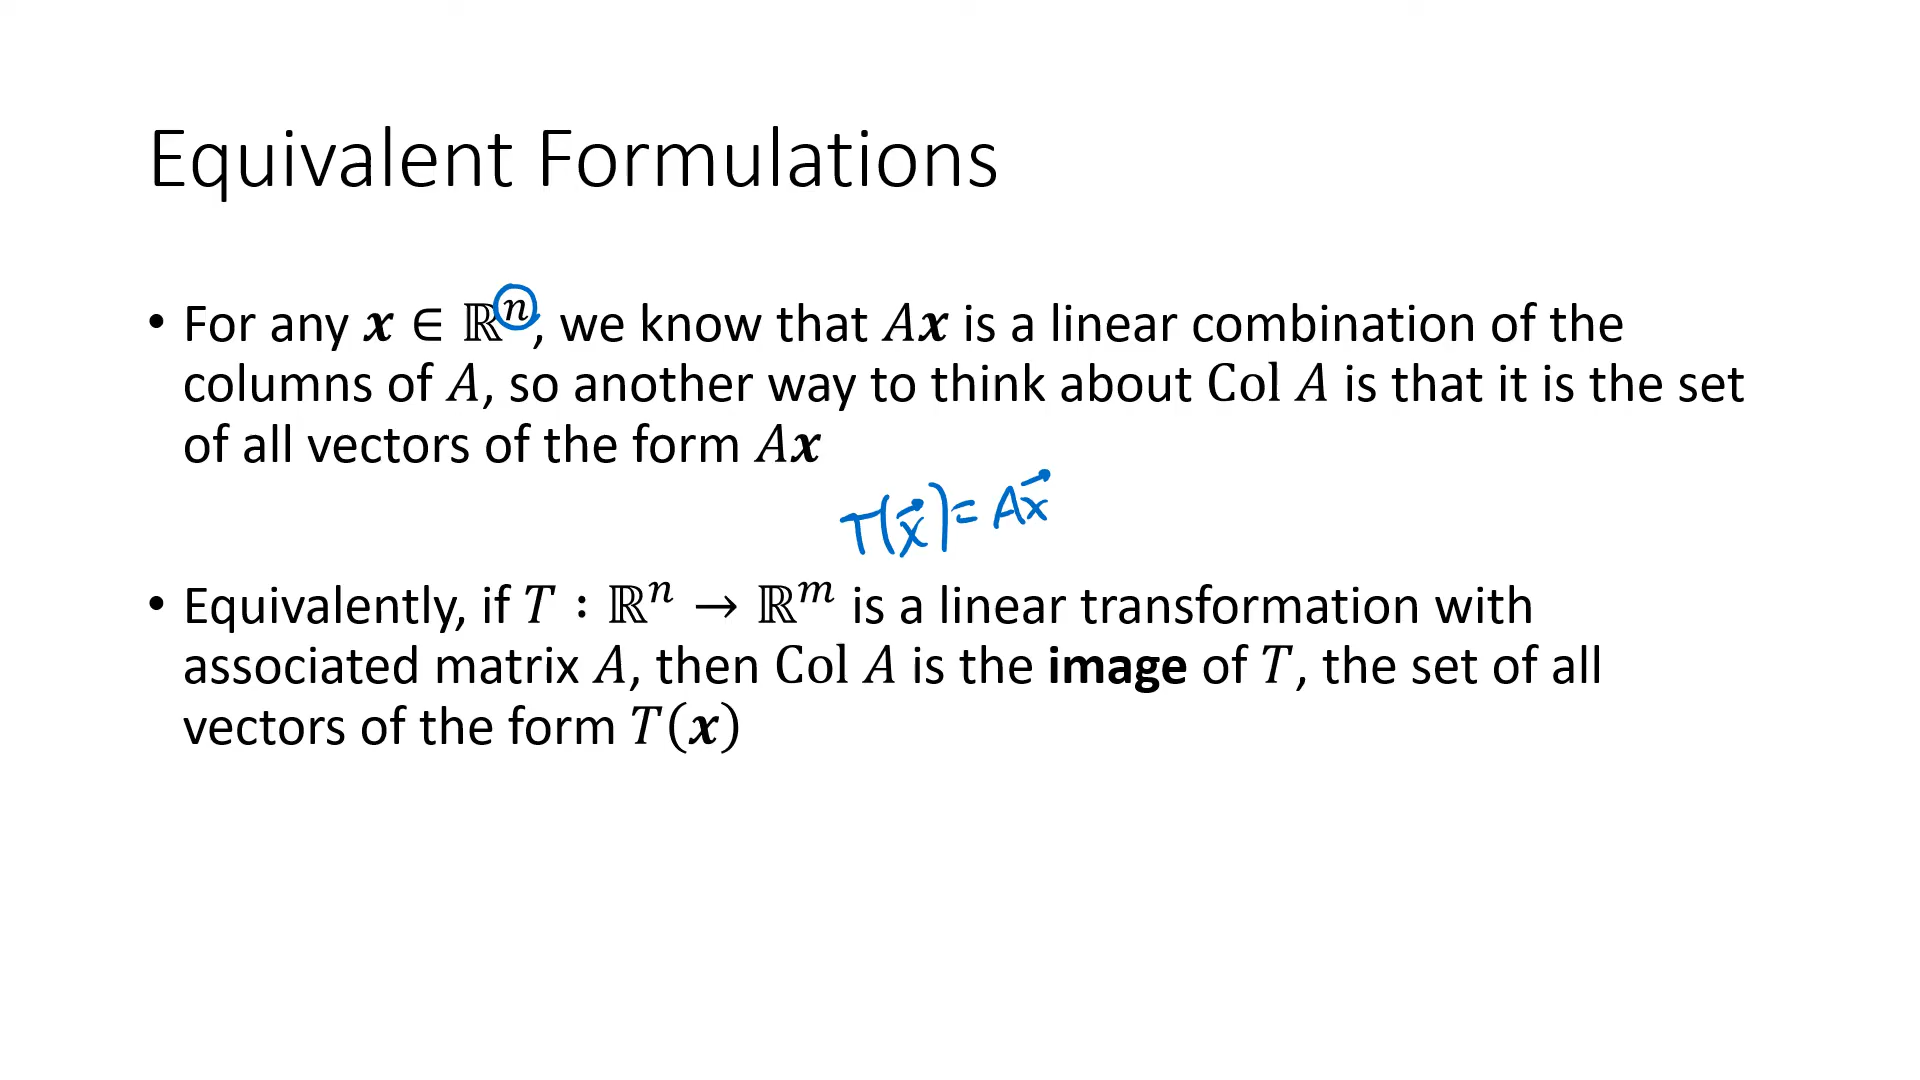 Equivalent Formulations
• For any 𝒙 ∈ ℝⁿ, we know that 𝐴𝒙 is a linear combination of the
columns of 𝐴, so another way to think about Col 𝐴 is that it is the set
of all vectors of the form 𝐴𝒙
T(x⃗) = Ax⃗
• Equivalently, if 𝑇 : ℝⁿ → ℝᵐ is a linear transformation with
associated matrix 𝐴, then Col 𝐴 is the image of 𝑇, the set of all
vectors of the form 𝑇(𝒙)